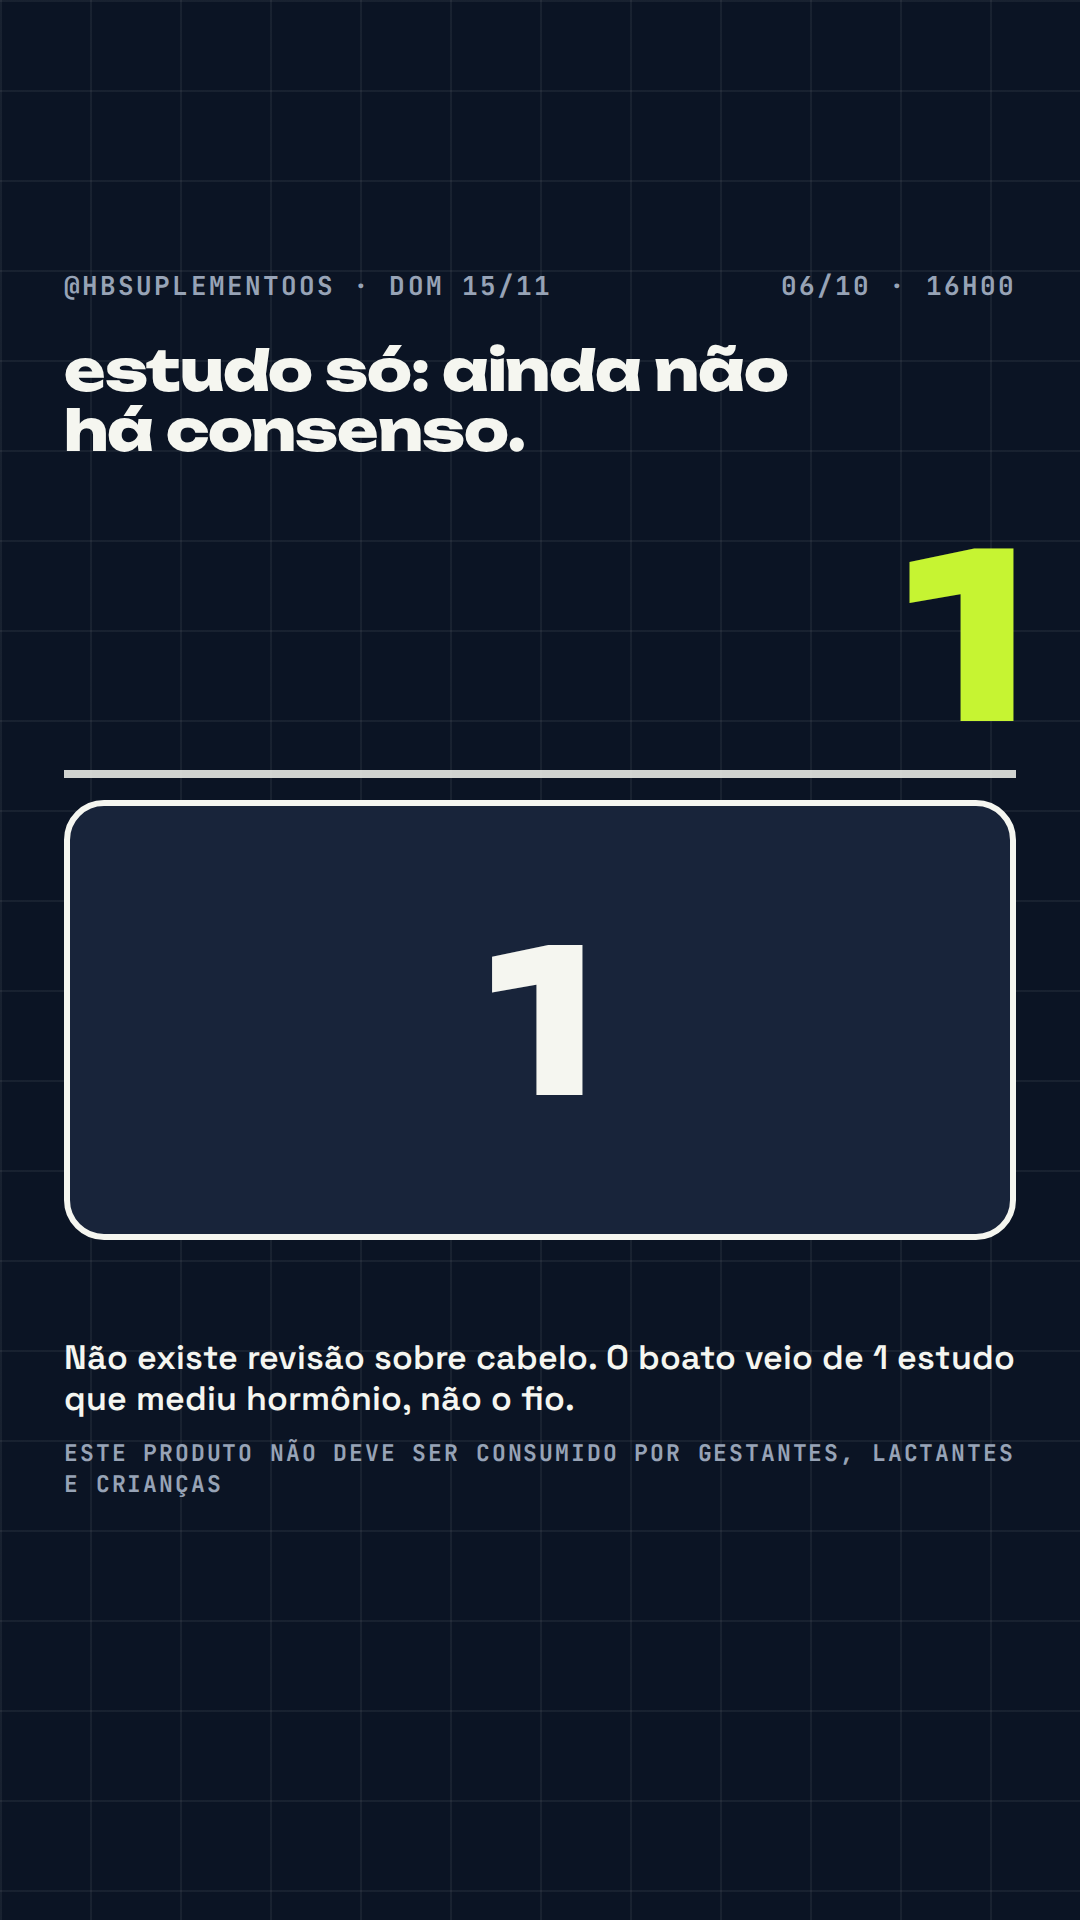 @HBSUPLEMENTOOS · DOM 15/11
06/10 · 16H00
estudo só: ainda não
há consenso.
1
1
Não existe revisão sobre cabelo. O boato veio de 1 estudo
que mediu hormônio, não o fio.
ESTE PRODUTO NÃO DEVE SER CONSUMIDO POR GESTANTES, LACTANTES
E CRIANÇAS